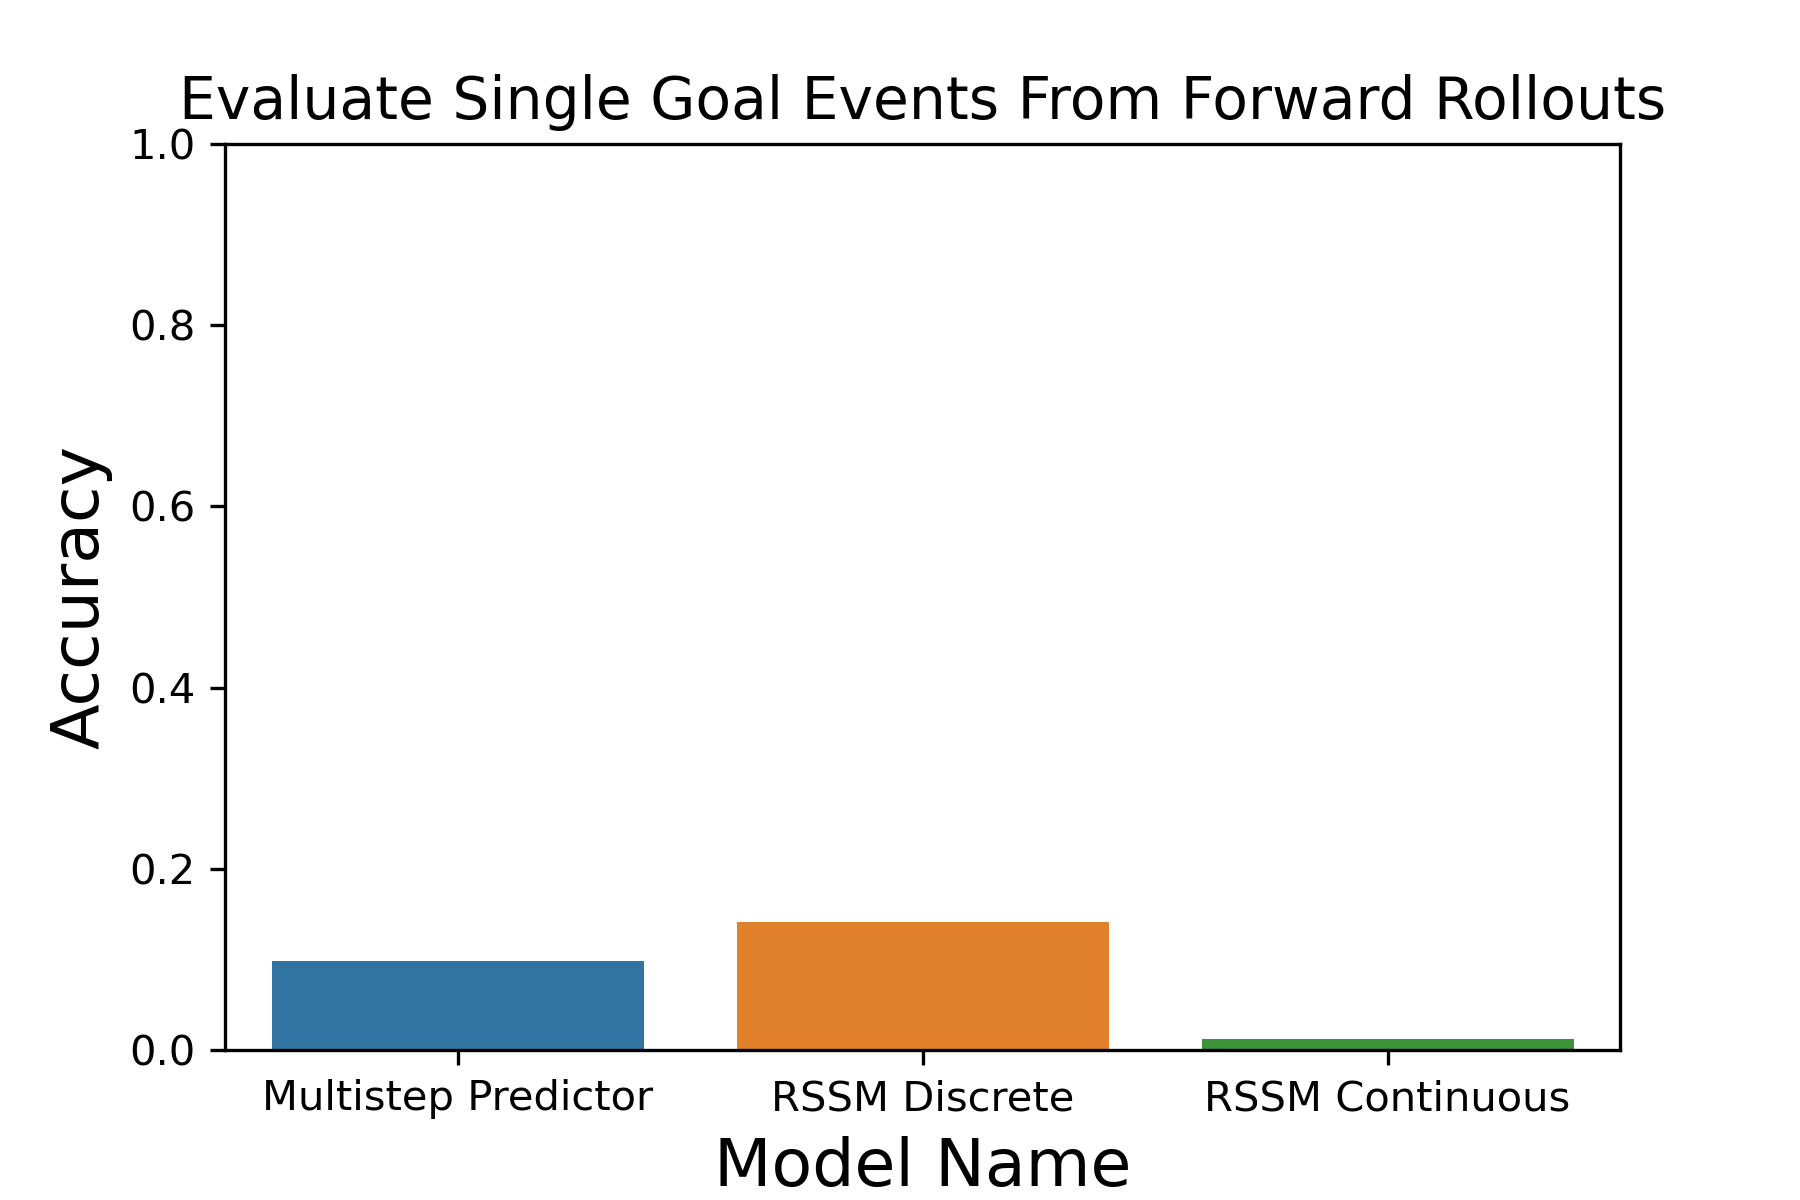 Evaluate Single Goal Events From Forward Rollouts
1.0
0.8
0.6
0.4
0.2
0.0
Accuracy
Multistep Predictor
RSSM Discrete
RSSM Continuous
Model Name